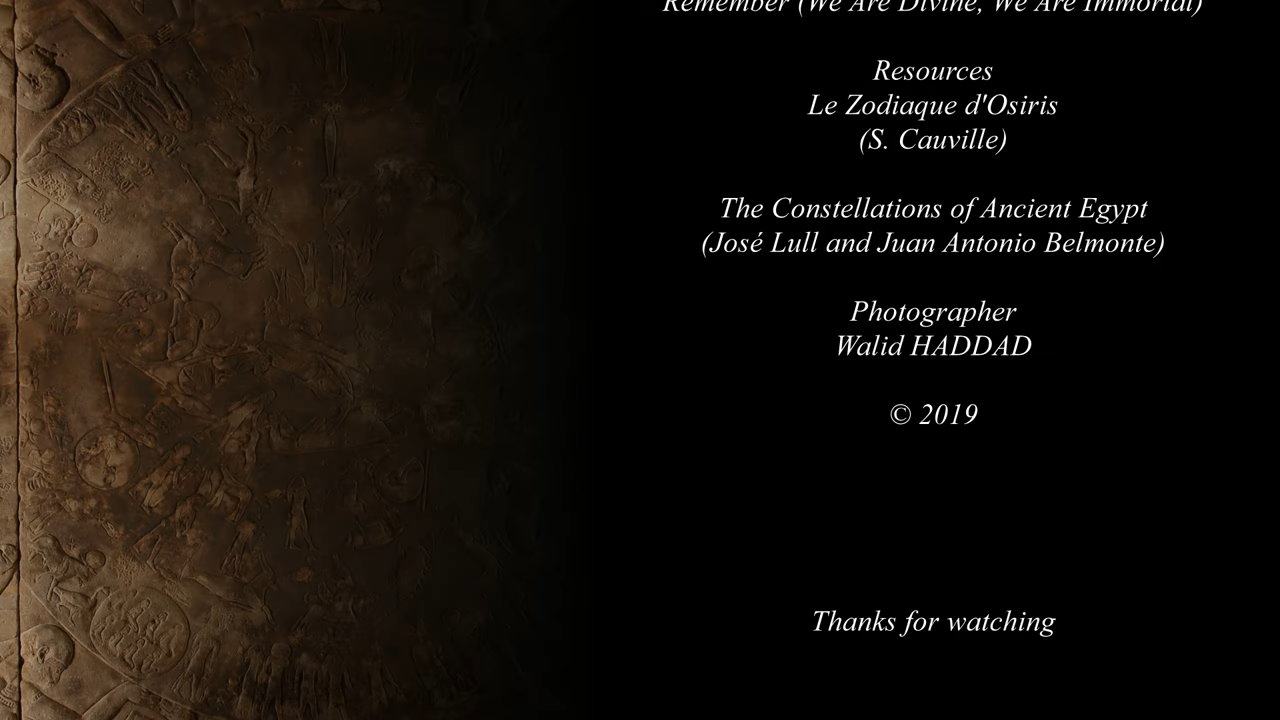 Remember (We Are Divine, We Are Immortal)
Resources
Le Zodiaque d'Osiris
(S. Cauville)
The Constellations of Ancient Egypt
(José Lull and Juan Antonio Belmonte)
Photographer
Walid HADDAD
© 2019
Thanks for watching